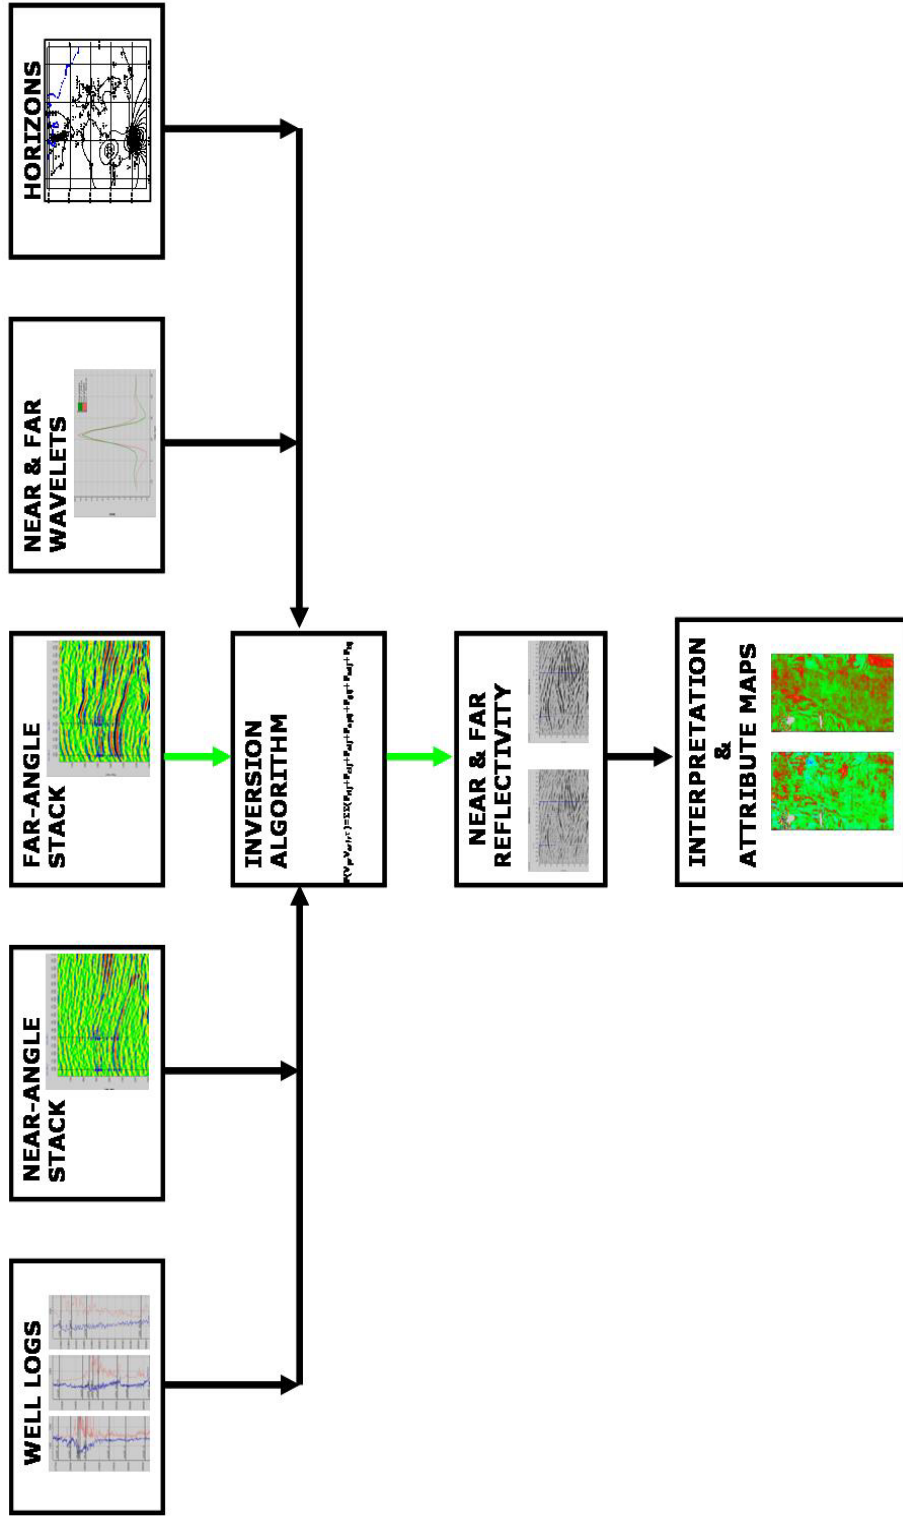 WELL LOGS
NEAR-ANGLE
STACK
FAR-ANGLE
STACK
NEAR & FAR
WAVELETS
HORIZONS
INVERSION
ALGORITHM
NEAR & FAR
REFLECTIVITY
INTERPRETATION
&
ATTRIBUTE MAPS